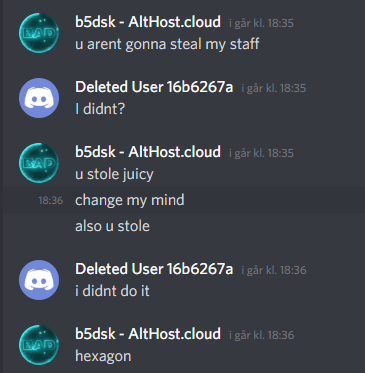 b5dsk - AltHost.cloud i går kl. 18:35
u arent gonna steal my staff
Deleted User 16b6267a i går kl. 18:35
I didnt?
b5dsk - AltHost.cloud i går kl. 18:35
u stole juicy
18:36 change my mind
also u stole
Deleted User 16b6267a i går kl. 18:36
i didnt do it
b5dsk - AltHost.cloud i går kl. 18:36
hexagon